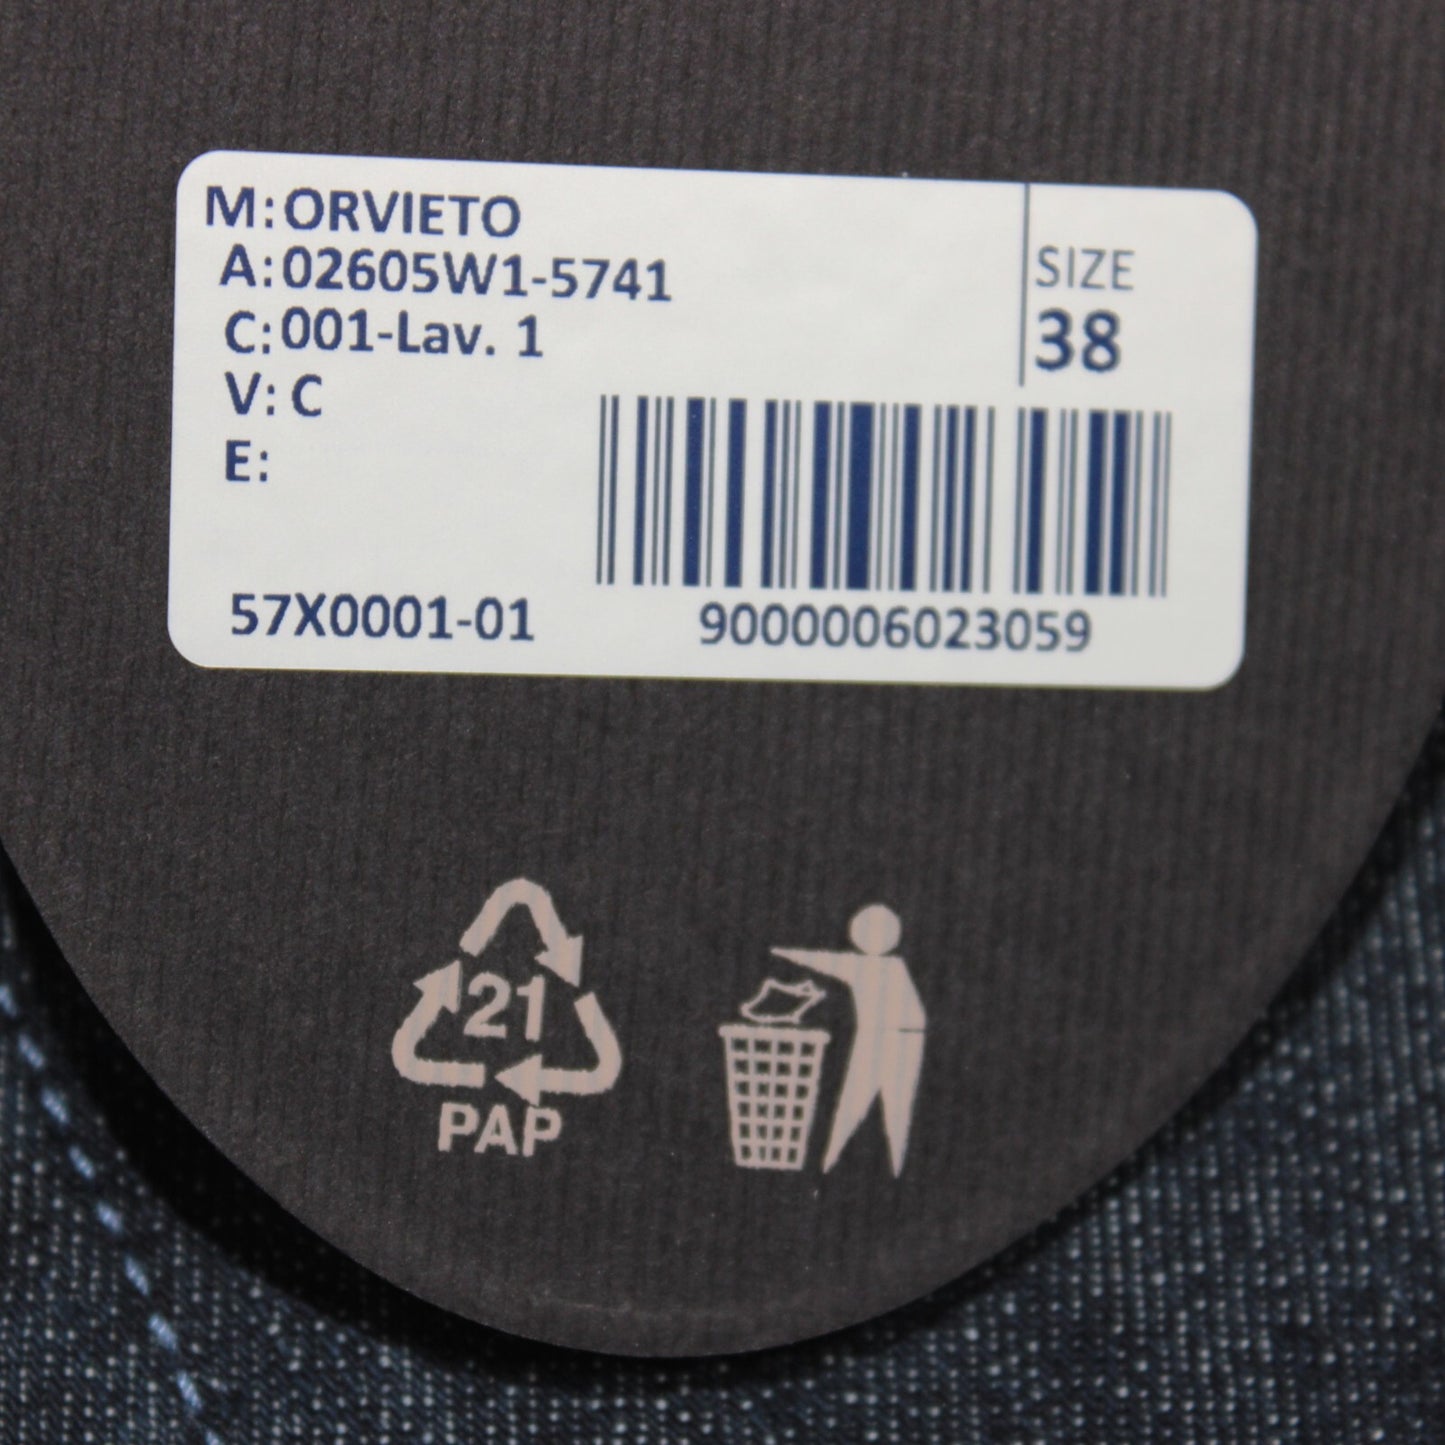 M: ORVIETO
A: 02605W1-5741
C: 001-Lav. 1
V: C
E:
SIZE
38
57X0001-01
9000006023059
21
PAP